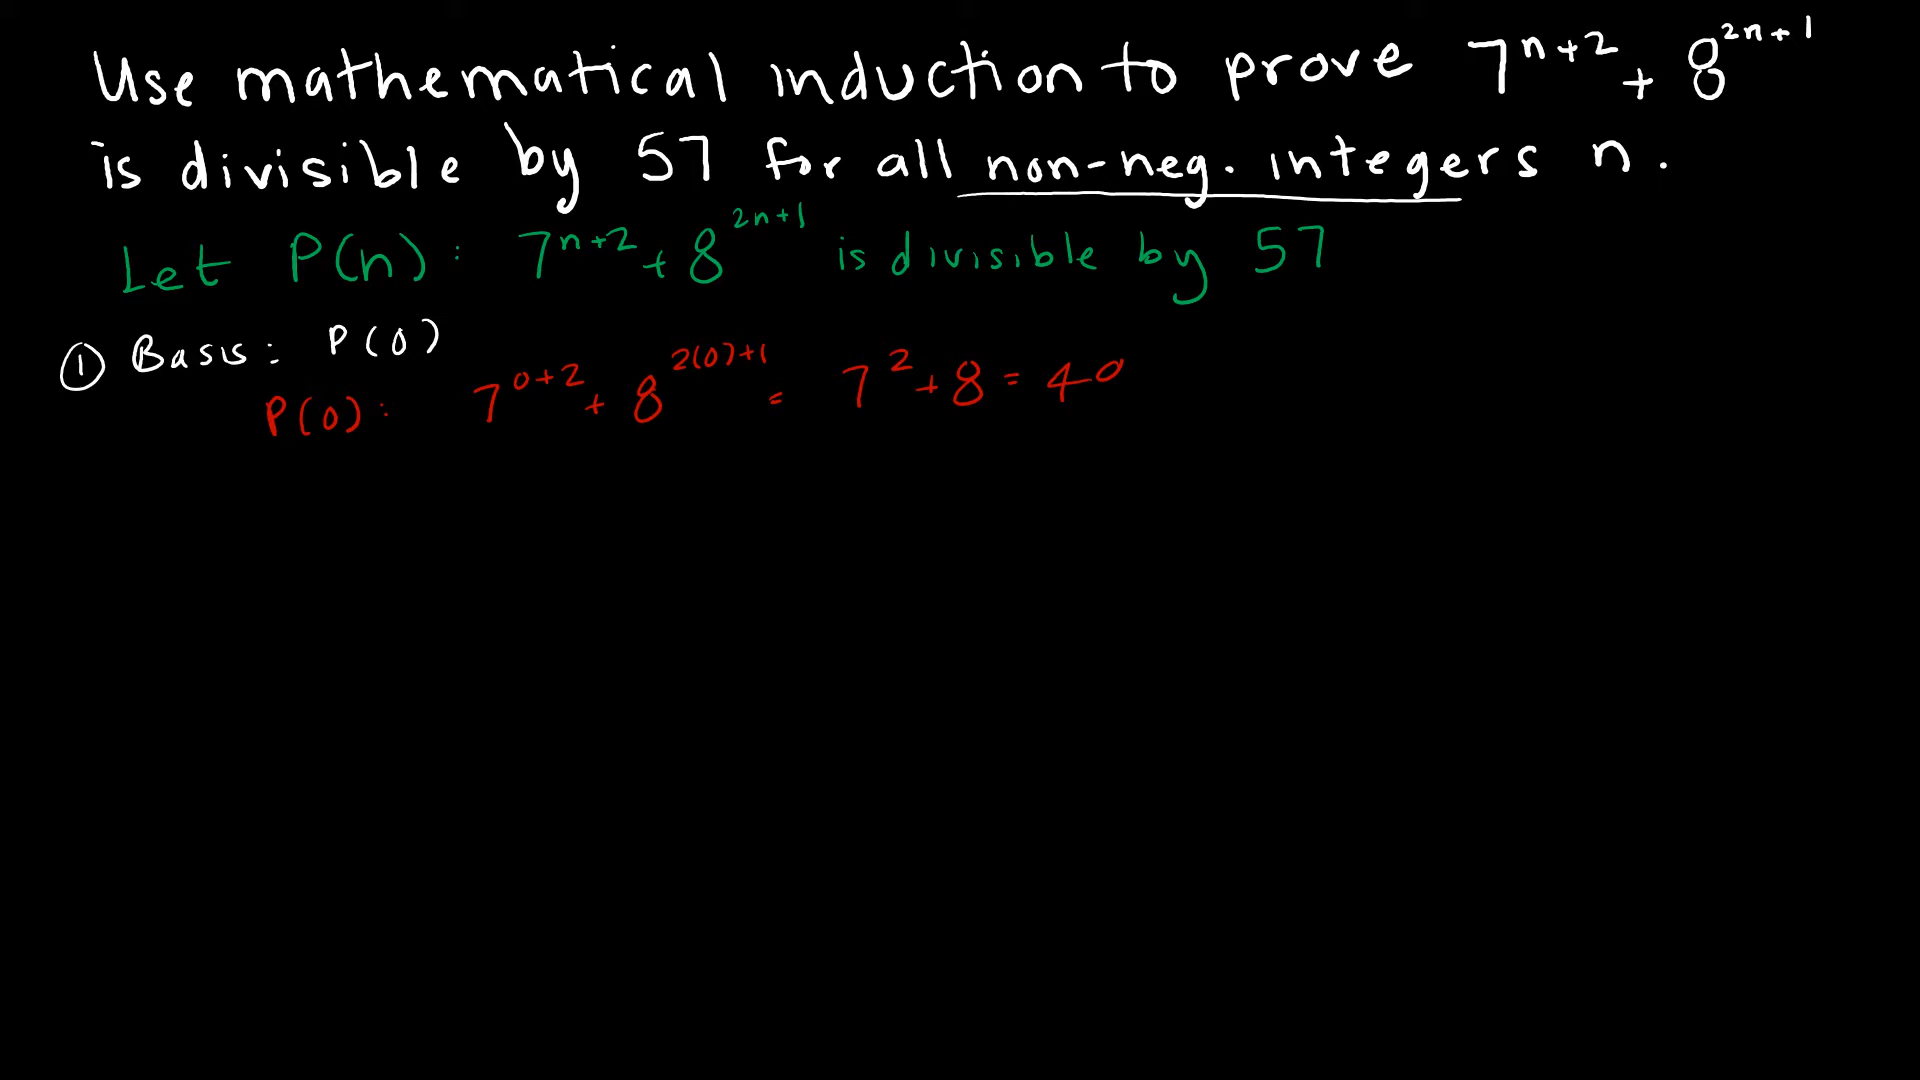 Use mathematical induction to prove 7^{n+2} + 8^{2n+1}
is divisible by 57 for all non-neg. integers n.
Let P(n): 7^{n+2} + 8^{2n+1} is divisible by 57
① Basis: P(0)
P(0): 7^{0+2} + 8^{2(0)+1} = 7^2 + 8 = 40